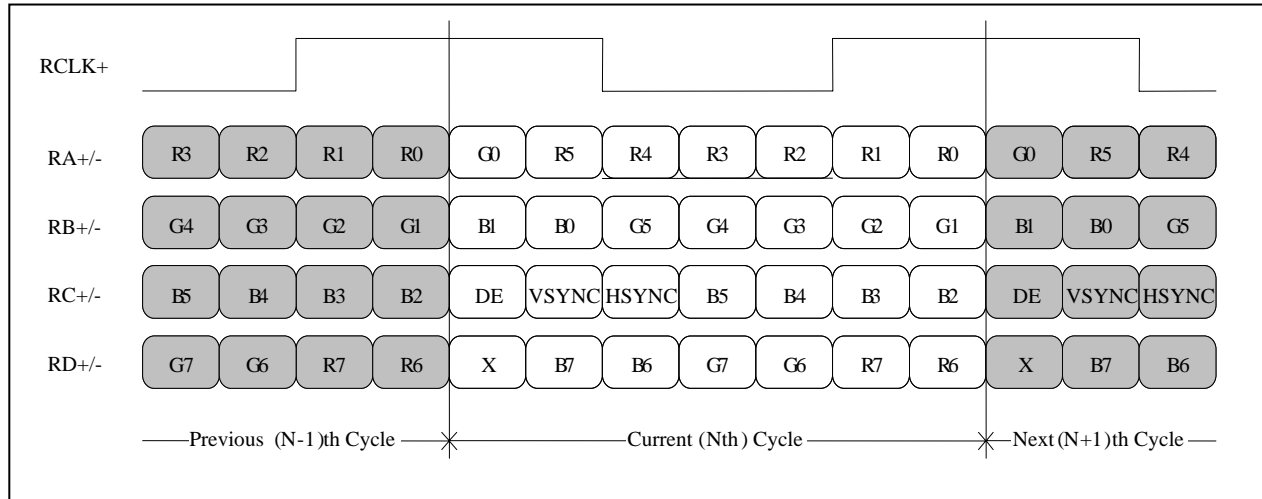 RCLK+
RA+/- R3 R2 R1 R0 G0 R5 R4 R3 R2 R1 R0 G0 R5 R4
RB+/- G4 G3 G2 G1 B1 B0 G5 G4 G3 G2 G1 B1 B0 G5
RC+/- B5 B4 B3 B2 DE VSYNC HSYNC B5 B4 B3 B2 DE VSYNC HSYNC
RD+/- G7 G6 R7 R6 X B7 B6 G7 G6 R7 R6 X B7 B6
Previous (N-1)th Cycle Current (Nth) Cycle Next (N+1)th Cycle